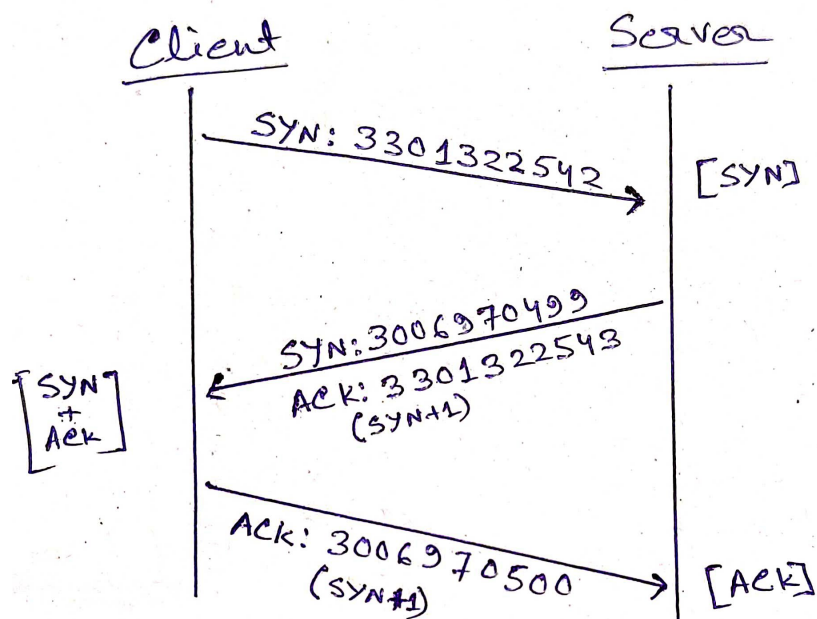 Client
Server
SYN: 3301322542
[SYN]
SYN:3006970499
ACK: 3301322543
(SYN+1)
[SYN
+
ACK]
ACK: 3006970500
(SYN+1)
[ACK]